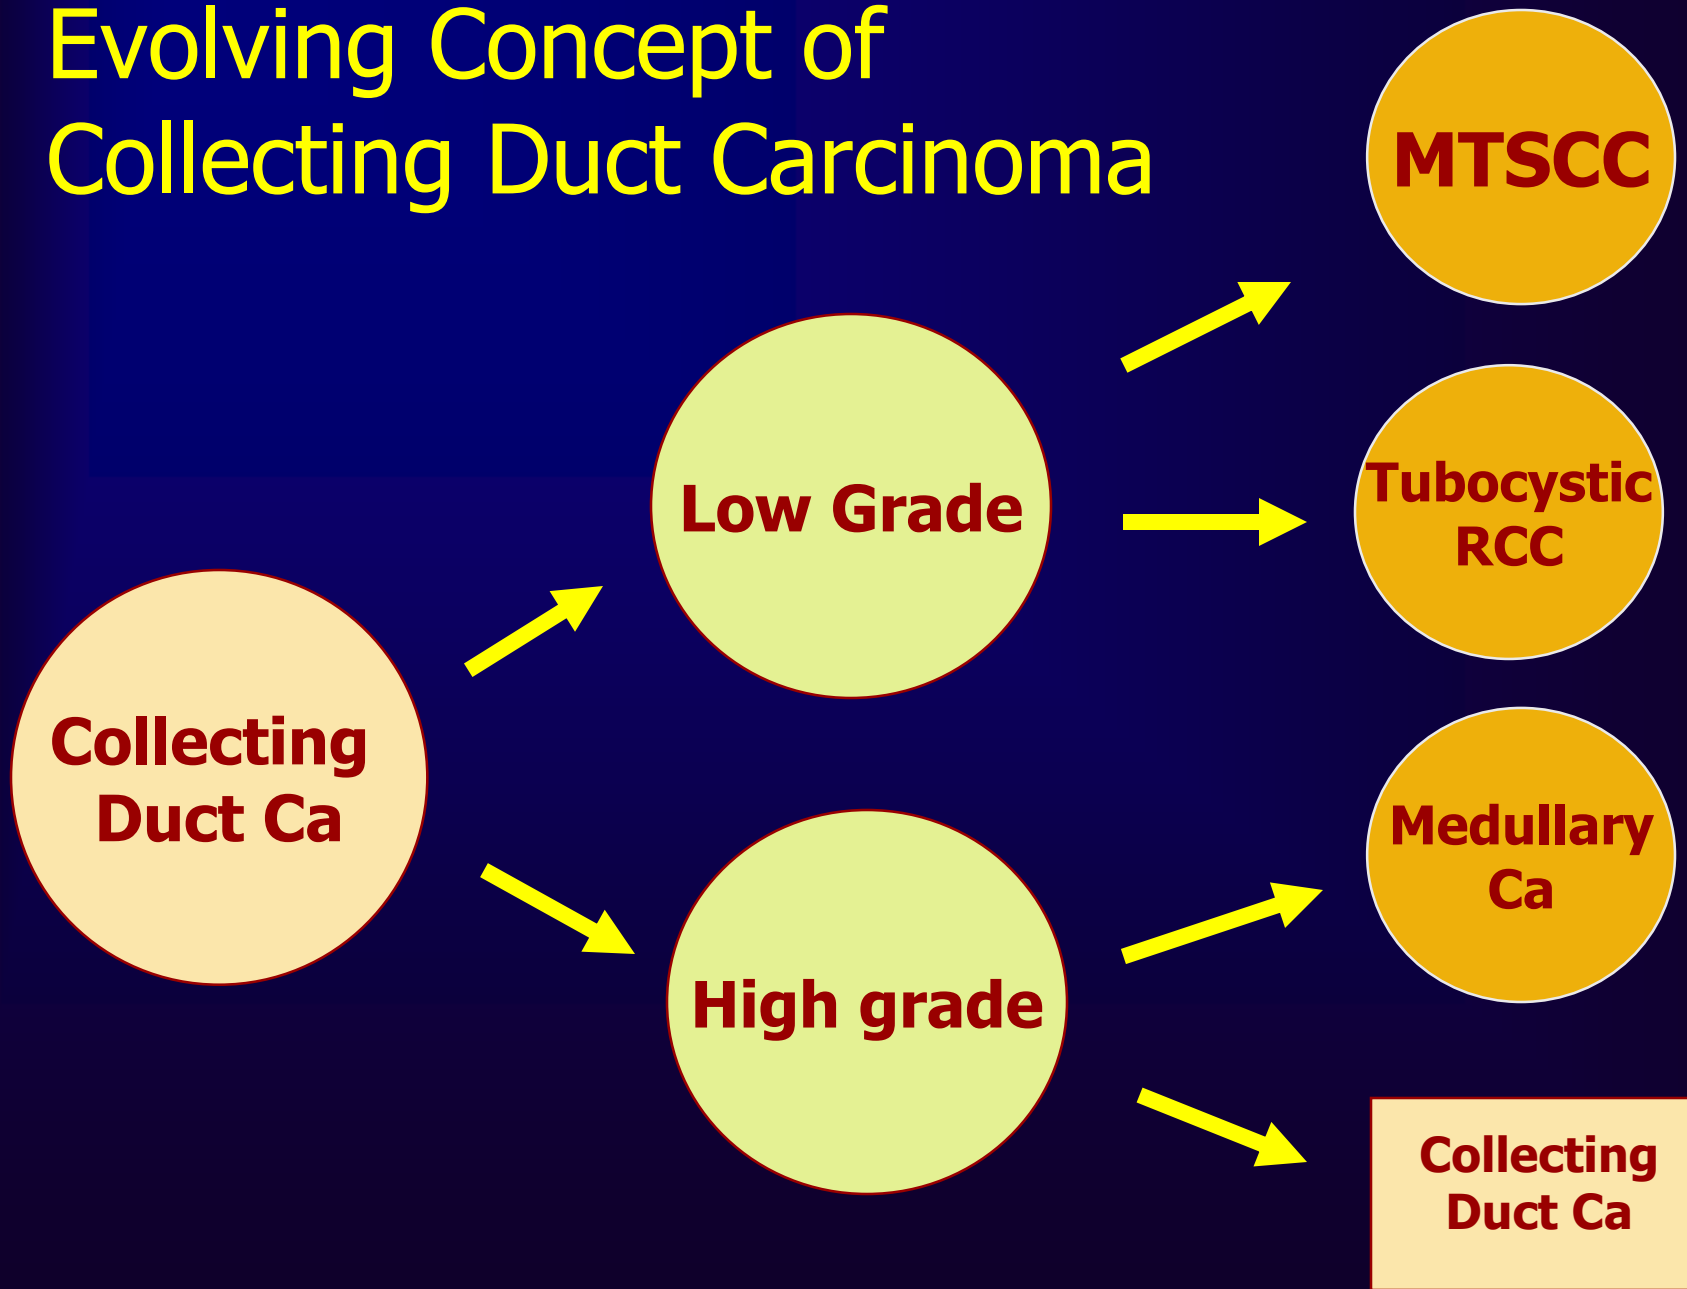 Evolving Concept of
Collecting Duct Carcinoma
MTSCC
Low Grade
Tubocystic
RCC
Collecting
Duct Ca
Medullary
Ca
High grade
Collecting
Duct Ca